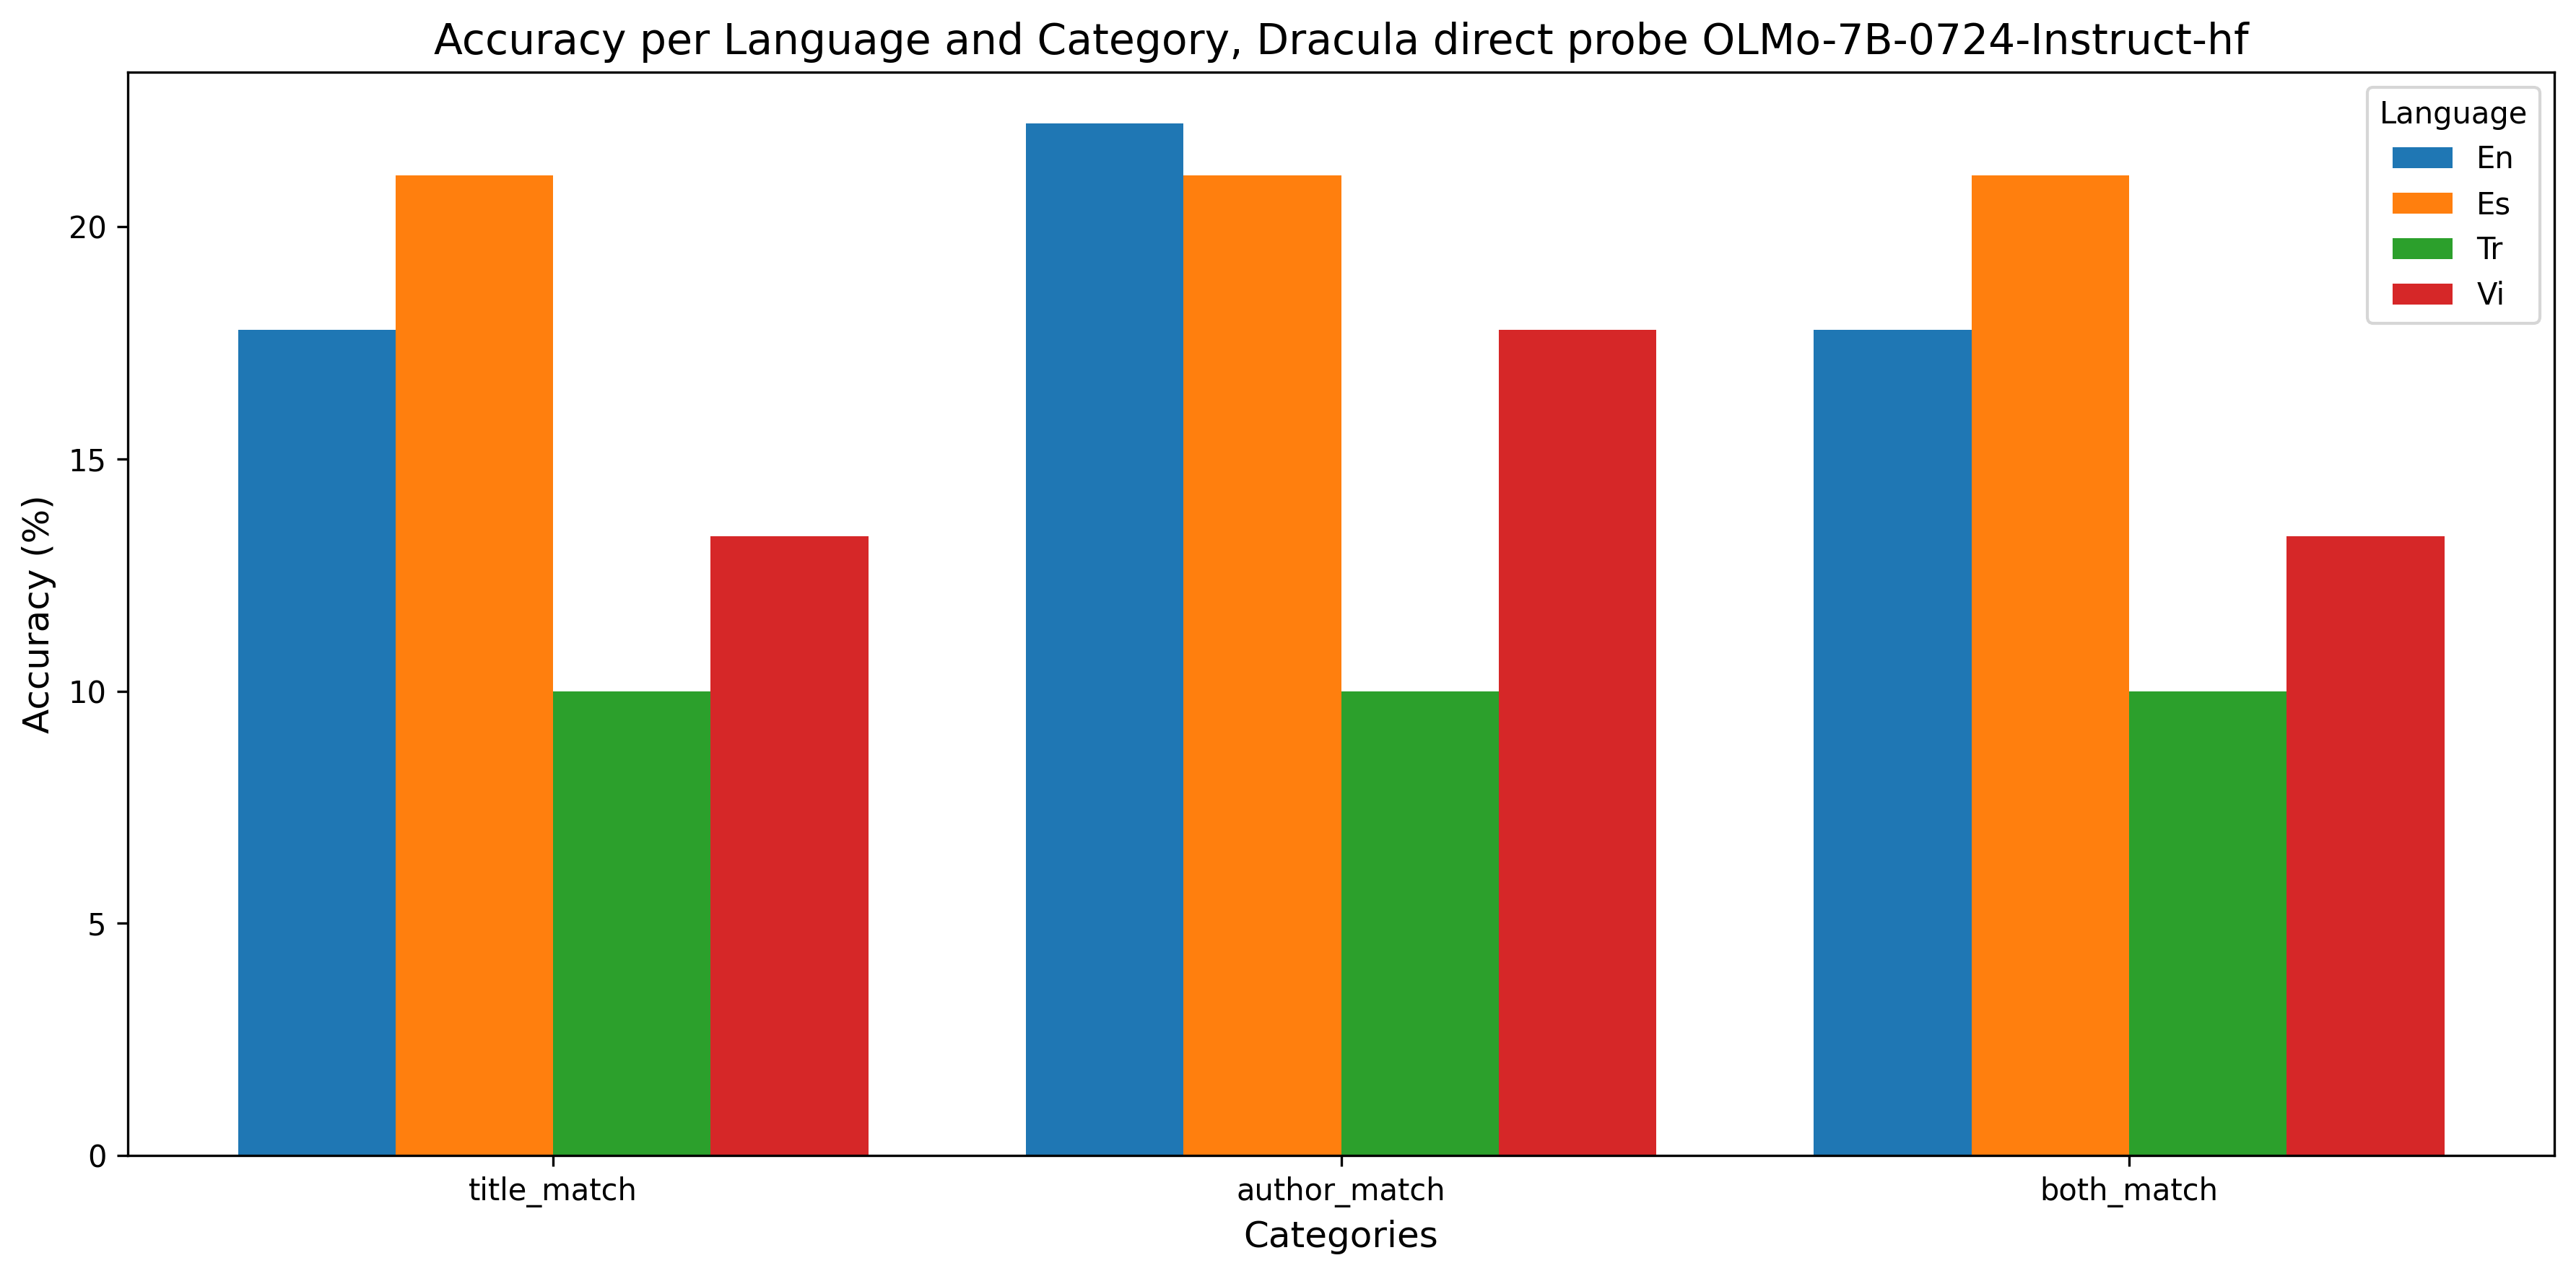 Accuracy per Language and Category, Dracula direct probe OLMo-7B-0724-Instruct-hf
Language
En
Es
Tr
Vi
Accuracy (%)
20
15
10
5
0
title_match author_match both_match
Categories